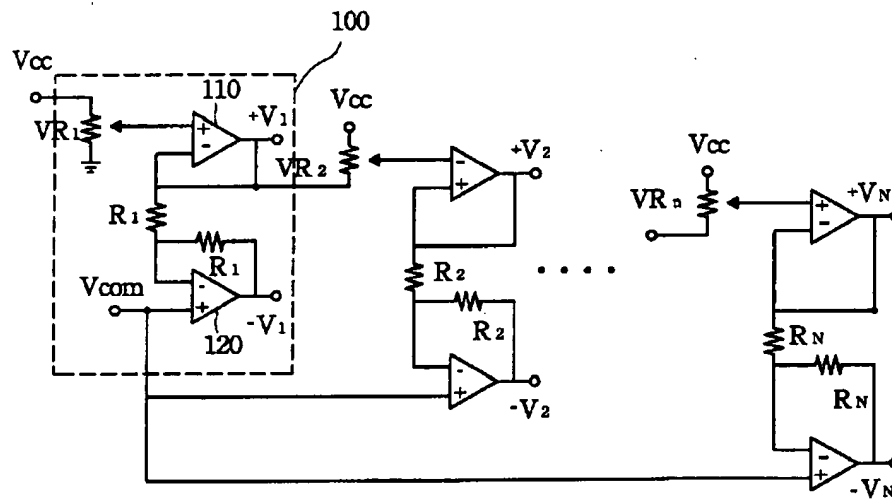 100
Vcc
110
+V1
VR1
+
-
R1
R1
Vcom
-
+
120
-V1
Vcc
VR2
-
+
+V2
R2
R2
-
+
-V2
. . . .
Vcc
VRn
+
-
+VN
RN
RN
-
+
-VN